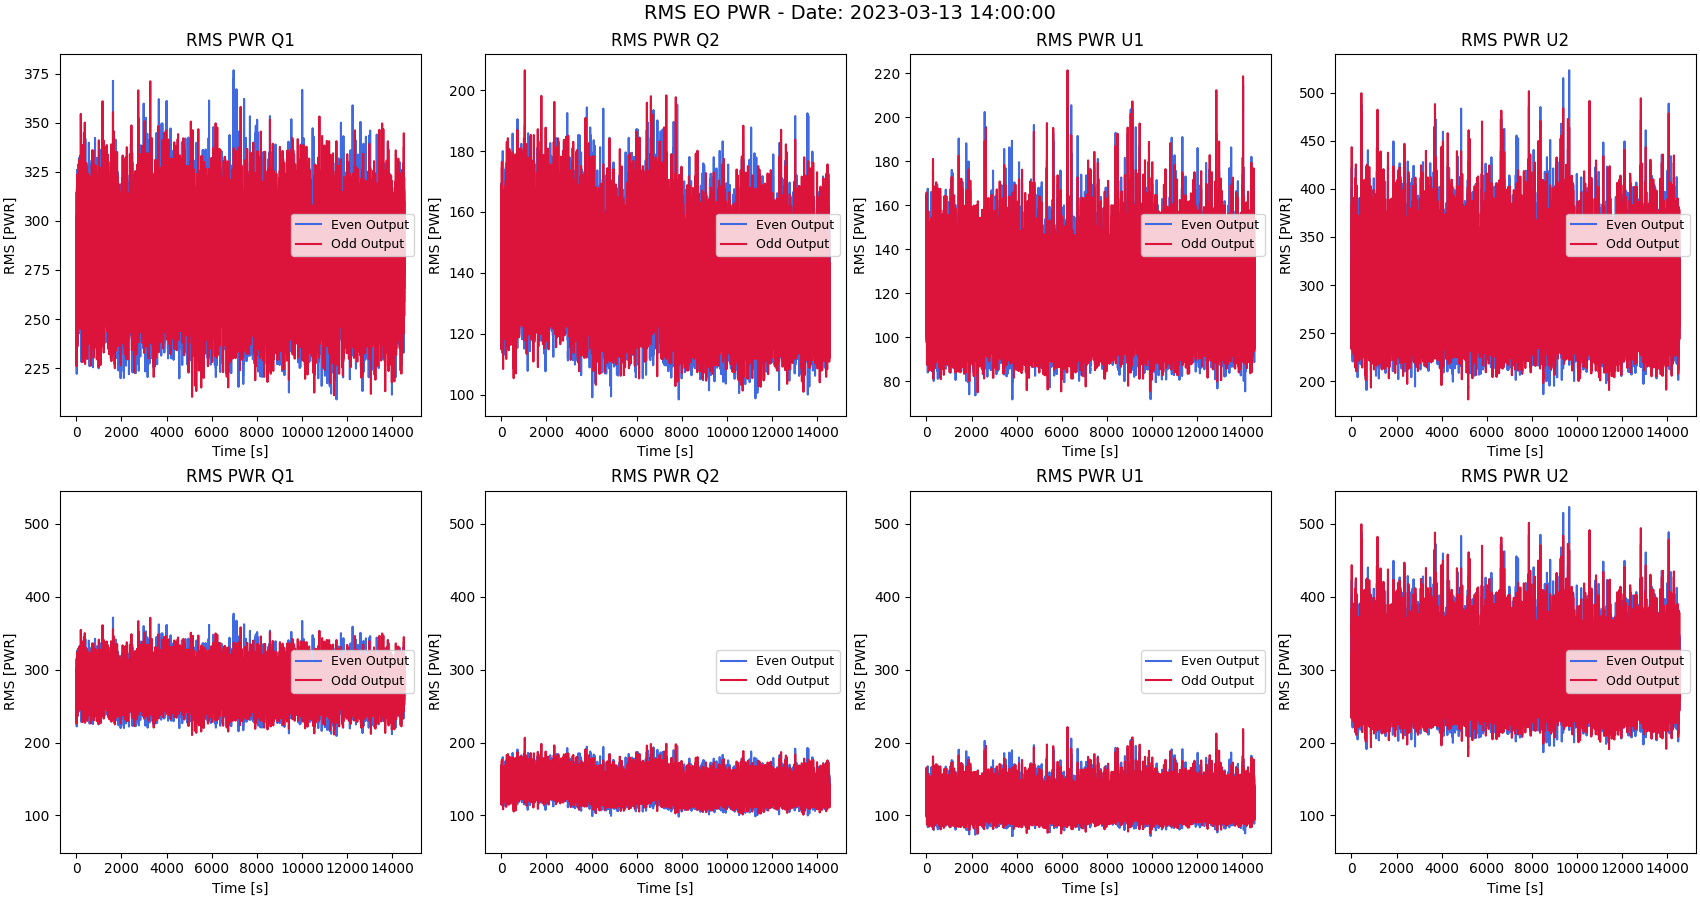 RMS EO PWR - Date: 2023-03-13 14:00:00
RMS PWR Q1
RMS [PWR]
375
350
325
300
275
250
225
Even Output
Odd Output
0 2000 4000 6000 8000 10000 12000 14000
Time [s]
RMS PWR Q2
RMS [PWR]
200
180
160
140
120
100
Even Output
Odd Output
0 2000 4000 6000 8000 10000 12000 14000
Time [s]
RMS PWR U1
RMS [PWR]
220
200
180
160
140
120
100
80
Even Output
Odd Output
0 2000 4000 6000 8000 10000 12000 14000
Time [s]
RMS PWR U2
RMS [PWR]
500
450
400
350
300
250
200
Even Output
Odd Output
0 2000 4000 6000 8000 10000 12000 14000
Time [s]
RMS PWR Q1
RMS [PWR]
500
400
300
200
100
Even Output
Odd Output
0 2000 4000 6000 8000 10000 12000 14000
Time [s]
RMS PWR Q2
RMS [PWR]
500
400
300
200
100
Even Output
Odd Output
0 2000 4000 6000 8000 10000 12000 14000
Time [s]
RMS PWR U1
RMS [PWR]
500
400
300
200
100
Even Output
Odd Output
0 2000 4000 6000 8000 10000 12000 14000
Time [s]
RMS PWR U2
RMS [PWR]
500
400
300
200
100
Even Output
Odd Output
0 2000 4000 6000 8000 10000 12000 14000
Time [s]